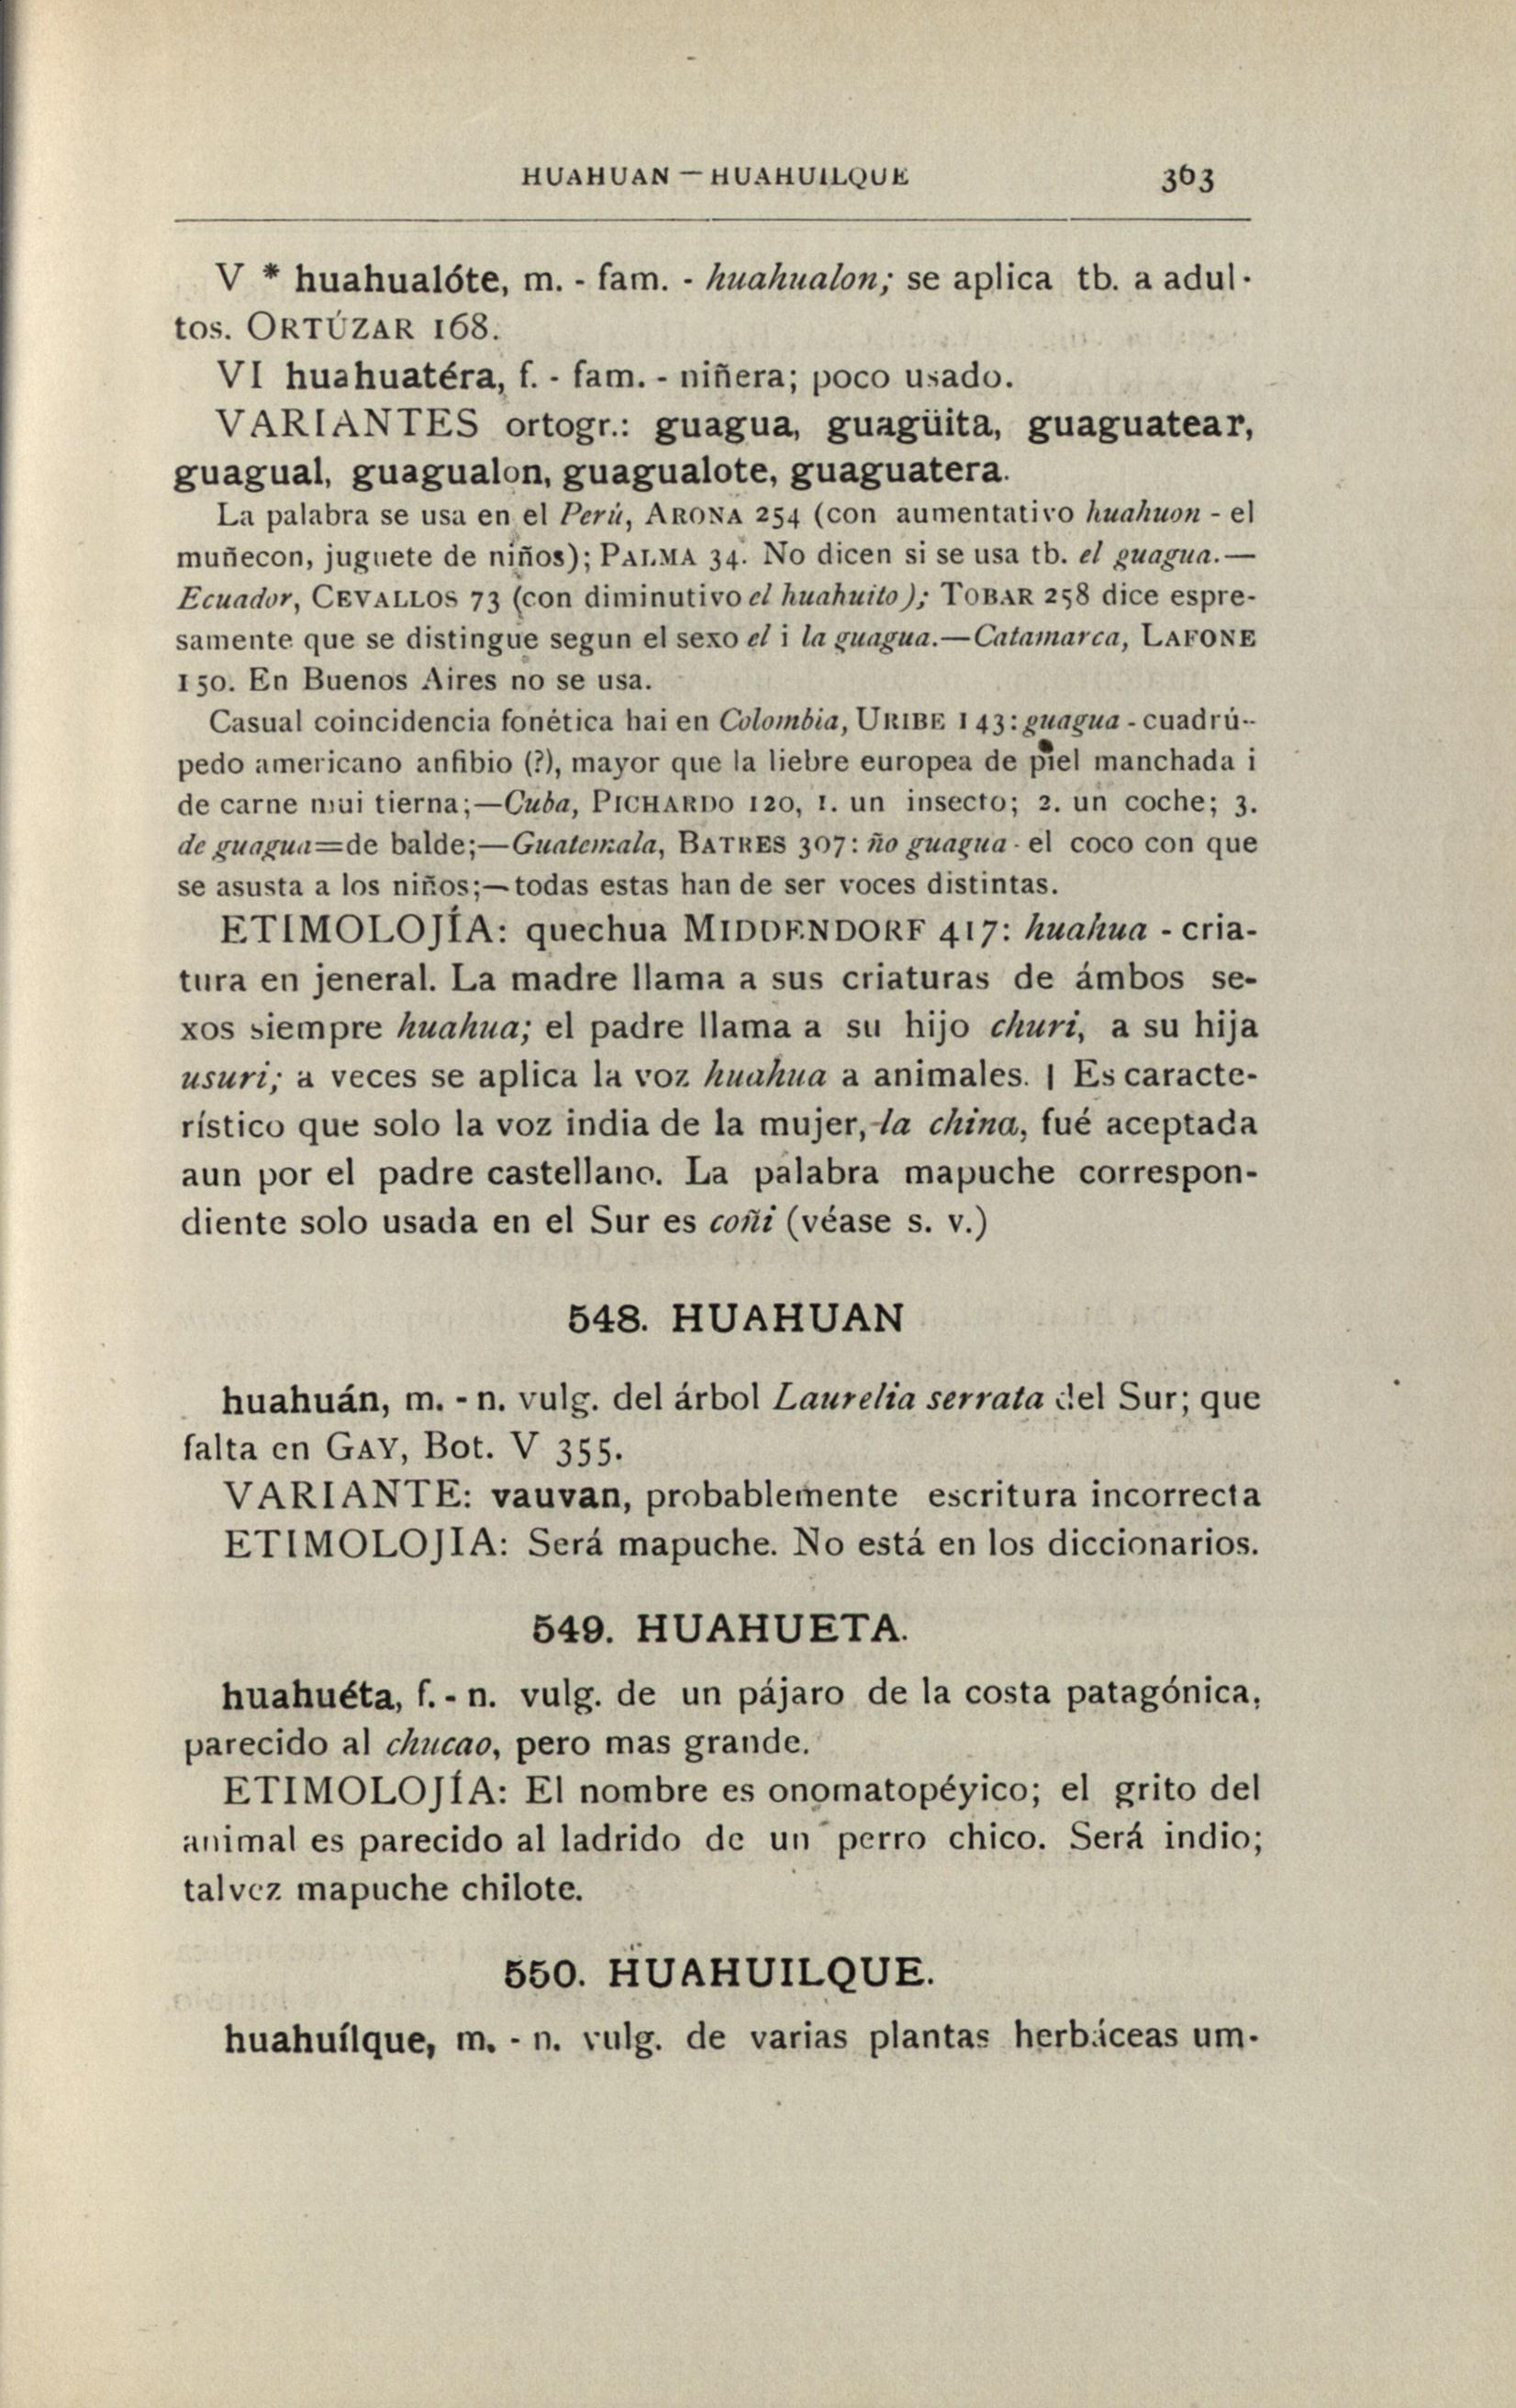 HUAHUAN — HUAHUILQUE 363
V * huahualóte, m. - fam. - huahualon; se aplica tb. a adul-
tos. ORTÚZAR 168.
VI huahuatéra, f. - fam. - niñera; poco usado.
VARIANTES ortogr.: guagua, guagüita, guaguatear,
guagual, guagualon, guagualote, guaguatera.
La palabra se usa en el Perú, ARONA 254 (con aumentativo huahuon - el
muñecon, juguete de niños); PALMA 34. No dicen si se usa tb. el guagua.—
Ecuador, CEVALLOS 73 (con diminutivo el huahuito); TOBAR 258 dice espre-
samente que se distingue segun el sexo el i la guagua.—Catamarca, LAFONE
150. En Buenos Aires no se usa.
Casual coincidencia fonética hai en Colombia, URIBE 143: guagua - cuadrú-
pedo americano anfibio (?), mayor que la liebre europea de piel manchada i
de carne mui tierna;—Cuba, PICHARDO 120, 1. un insecto; 2. un coche; 3.
de guagua=de balde;—Guatemala, BATRES 307: ño guagua - el coco con que
se asusta a los niños;—todas estas han de ser voces distintas.
ETIMOLOJÍA: quechua MIDDENDORF 417: huahua - cria-
tura en jeneral. La madre llama a sus criaturas de ámbos se-
xos siempre huahua; el padre llama a su hijo churi, a su hija
usuri; a veces se aplica la voz huahua a animales. | Es caracte-
rístico que solo la voz india de la mujer, la china, fué aceptada
aun por el padre castellano. La palabra mapuche correspon-
diente solo usada en el Sur es coñi (véase s. v.)
548. HUAHUAN
huahuán, m. - n. vulg. del árbol Laurelia serrata del Sur; que
falta en GAY, Bot. V 355.
VARIANTE: vauvan, probablemente escritura incorrecta
ETIMOLOJIA: Será mapuche. No está en los diccionarios.
549. HUAHUETA.
huahuéta, f. - n. vulg. de un pájaro de la costa patagónica,
parecido al chucao, pero mas grande.
ETIMOLOJÍA: El nombre es onomatopéyico; el grito del
animal es parecido al ladrido de un perro chico. Será indio;
talvez mapuche chilote.
550. HUAHUILQUE.
huahuílque, m. - n. vulg. de varias plantas herbáceas um-